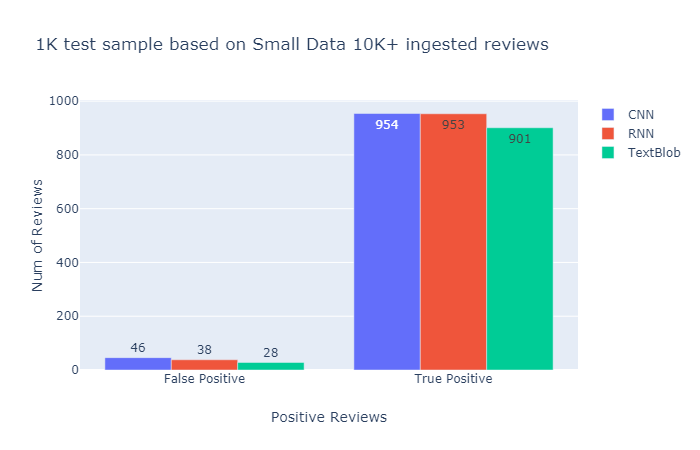 1K test sample based on Small Data 10K+ ingested reviews
CNN
RNN
TextBlob
Num of Reviews
1000
800
600
400
200
0
46
38
28
954
953
901
False Positive
True Positive
Positive Reviews